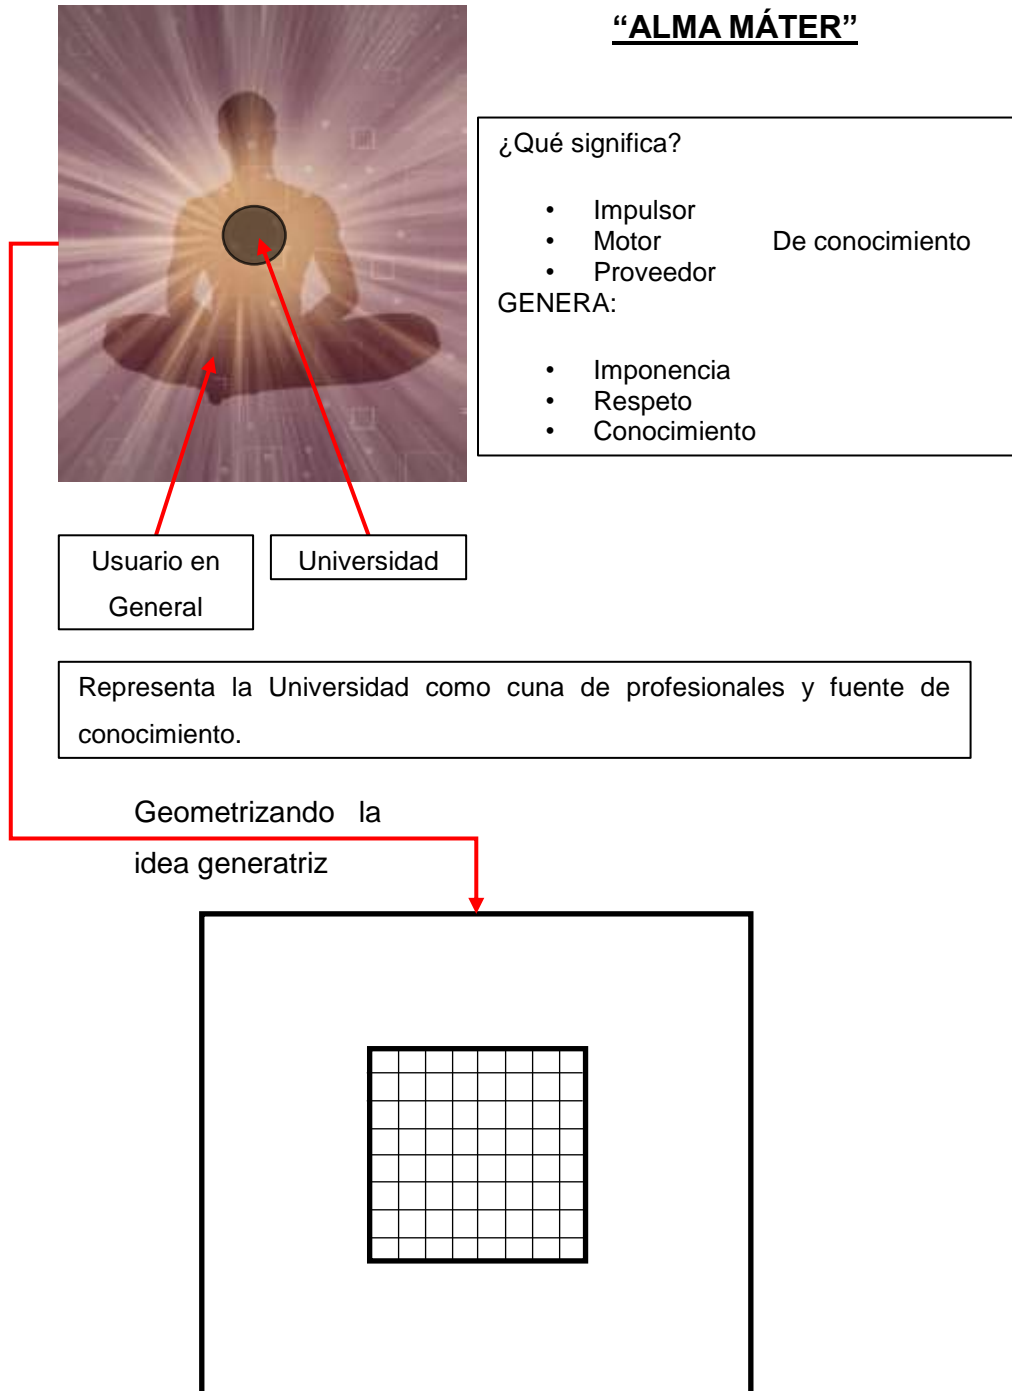 “ALMA MÁTER”
¿Qué significa?
• Impulsor
• Motor De conocimiento
• Proveedor
GENERA:
• Imponencia
• Respeto
• Conocimiento
Usuario en
General
Universidad
Representa la Universidad como cuna de profesionales y fuente de
conocimiento.
Geometrizando la
idea generatriz